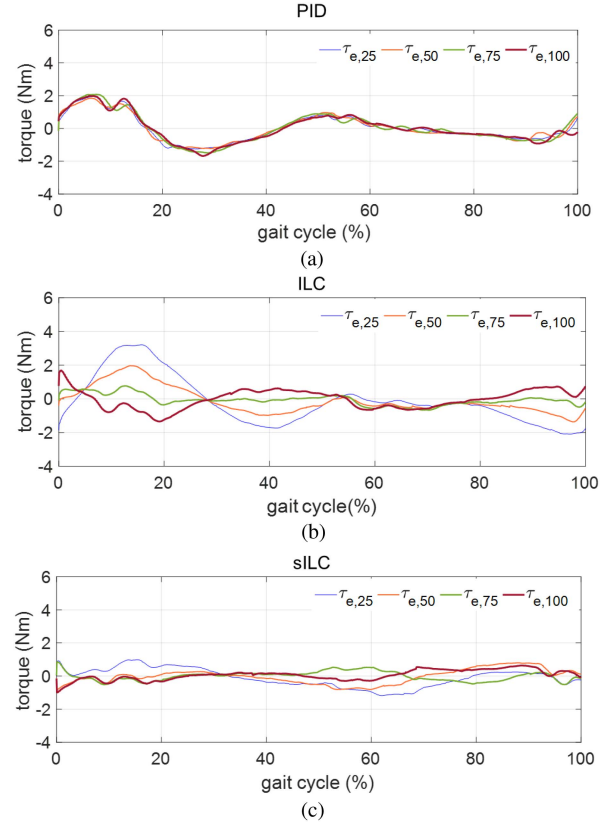 PID
τe,25 τe,50 τe,75 τe,100
6
4
2
0
-2
-4
torque (Nm)
0 20 40 60 80 100
gait cycle (%)
(a)
ILC
τe,25 τe,50 τe,75 τe,100
6
4
2
0
-2
-4
torque (Nm)
0 20 40 60 80 100
gait cycle(%)
(b)
sILC
τe,25 τe,50 τe,75 τe,100
6
4
2
0
-2
-4
torque (Nm)
0 20 40 60 80 100
gait cycle (%)
(c)